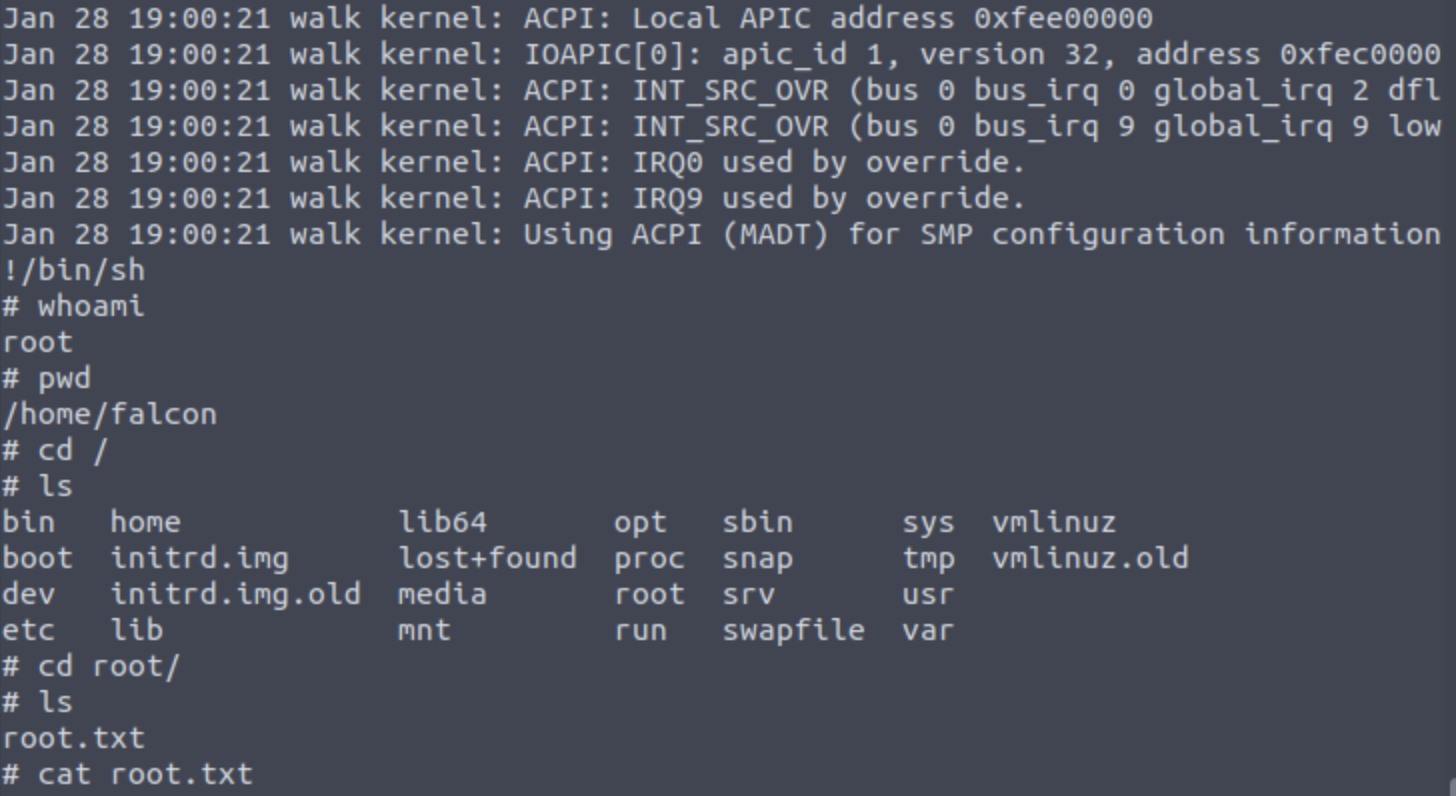 Jan 28 19:00:21 walk kernel: ACPI: Local APIC address 0xfee00000
Jan 28 19:00:21 walk kernel: IOAPIC[0]: apic_id 1, version 32, address 0xfec0000
Jan 28 19:00:21 walk kernel: ACPI: INT_SRC_OVR (bus 0 bus_irq 0 global_irq 2 dfl
Jan 28 19:00:21 walk kernel: ACPI: INT_SRC_OVR (bus 0 bus_irq 9 global_irq 9 low
Jan 28 19:00:21 walk kernel: ACPI: IRQ0 used by override.
Jan 28 19:00:21 walk kernel: ACPI: IRQ9 used by override.
Jan 28 19:00:21 walk kernel: Using ACPI (MADT) for SMP configuration information
!/bin/sh
# whoami
root
# pwd
/home/falcon
# cd /
# ls
bin   home            lib64       opt   sbin      sys  vmlinuz
boot  initrd.img      lost+found  proc  snap      tmp  vmlinuz.old
dev   initrd.img.old  media       root  srv       usr
etc   lib             mnt         run   swapfile  var
# cd root/
# ls
root.txt
# cat root.txt